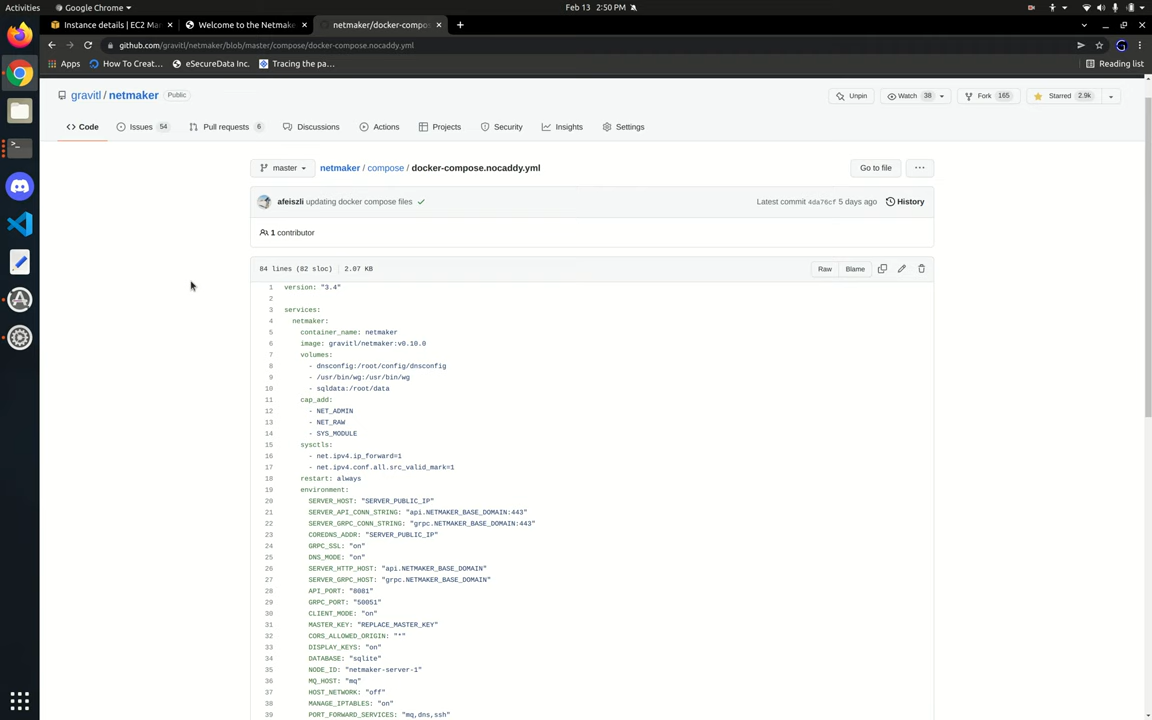 Activities
Google Chrome
Feb 13 2:50 PM
Instance details | EC2 Ma
Welcome to the Netmake
netmaker/docker-compo
github.com/gravitl/netmaker/blob/master/compose/docker-compose.nocaddy.yml
Apps
How To Creat...
eSecureData Inc.
Tracing the pa...
Reading list
gravitl / netmaker Public
Unpin
Watch 38
Fork 165
Starred 2.9k
<> Code
Issues 54
Pull requests 6
Discussions
Actions
Projects
Security
Insights
Settings
master
netmaker / compose / docker-compose.nocaddy.yml
Go to file
...
afeiszli updating docker compose files
Latest commit 4da76cf 5 days ago
History
1 contributor
84 lines (82 sloc) | 2.07 KB
Raw
Blame
1 version: "3.4"
2
3 services:
4 netmaker:
5 container_name: netmaker
6 image: gravitl/netmaker:v0.10.0
7 volumes:
8 - dnsconfig:/root/config/dnsconfig
9 - /usr/bin/wg:/usr/bin/wg
10 - sqldata:/root/data
11 cap_add:
12 - NET_ADMIN
13 - NET_RAW
14 - SYS_MODULE
15 sysctls:
16 - net.ipv4.ip_forward=1
17 - net.ipv4.conf.all.src_valid_mark=1
18 restart: always
19 environment:
20 SERVER_HOST: "SERVER_PUBLIC_IP"
21 SERVER_API_CONN_STRING: "api.NETMAKER_BASE_DOMAIN:443"
22 SERVER_GRPC_CONN_STRING: "grpc.NETMAKER_BASE_DOMAIN:443"
23 COREDNS_ADDR: "SERVER_PUBLIC_IP"
24 GRPC_SSL: "on"
25 DNS_MODE: "on"
26 SERVER_HTTP_HOST: "api.NETMAKER_BASE_DOMAIN"
27 SERVER_GRPC_HOST: "grpc.NETMAKER_BASE_DOMAIN"
28 API_PORT: "8081"
29 GRPC_PORT: "50051"
30 CLIENT_MODE: "on"
31 MASTER_KEY: "REPLACE_MASTER_KEY"
32 CORS_ALLOWED_ORIGIN: "*"
33 DISPLAY_KEYS: "on"
34 DATABASE: "sqlite"
35 NODE_ID: "netmaker-server-1"
36 MQ_HOST: "mq"
37 HOST_NETWORK: "off"
38 MANAGE_IPTABLES: "on"
39 PORT_FORWARD_SERVICES: "mq,dns,ssh"